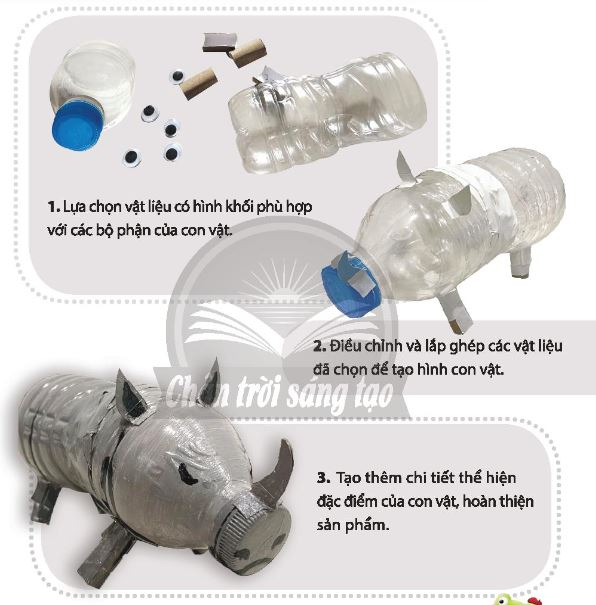 1. Lựa chọn vật liệu có hình khối phù hợp
với các bộ phận của con vật.
2. Điều chỉnh và lắp ghép các vật liệu
đã chọn để tạo hình con vật.
Chân trời sáng tạo
3. Tạo thêm chi tiết thể hiện
đặc điểm của con vật, hoàn thiện
sản phẩm.